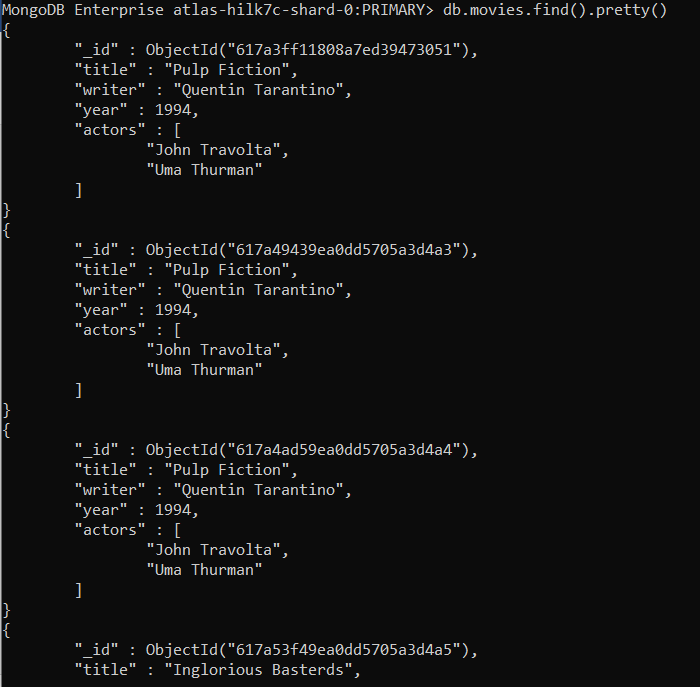 MongoDB Enterprise atlas-hilk7c-shard-0:PRIMARY> db.movies.find().pretty()
{
        "_id" : ObjectId("617a3ff11808a7ed39473051"),
        "title" : "Pulp Fiction",
        "writer" : "Quentin Tarantino",
        "year" : 1994,
        "actors" : [
                "John Travolta",
                "Uma Thurman"
        ]
}
{
        "_id" : ObjectId("617a49439ea0dd5705a3d4a3"),
        "title" : "Pulp Fiction",
        "writer" : "Quentin Tarantino",
        "year" : 1994,
        "actors" : [
                "John Travolta",
                "Uma Thurman"
        ]
}
{
        "_id" : ObjectId("617a4ad59ea0dd5705a3d4a4"),
        "title" : "Pulp Fiction",
        "writer" : "Quentin Tarantino",
        "year" : 1994,
        "actors" : [
                "John Travolta",
                "Uma Thurman"
        ]
}
{
        "_id" : ObjectId("617a53f49ea0dd5705a3d4a5"),
        "title" : "Inglorious Basterds",